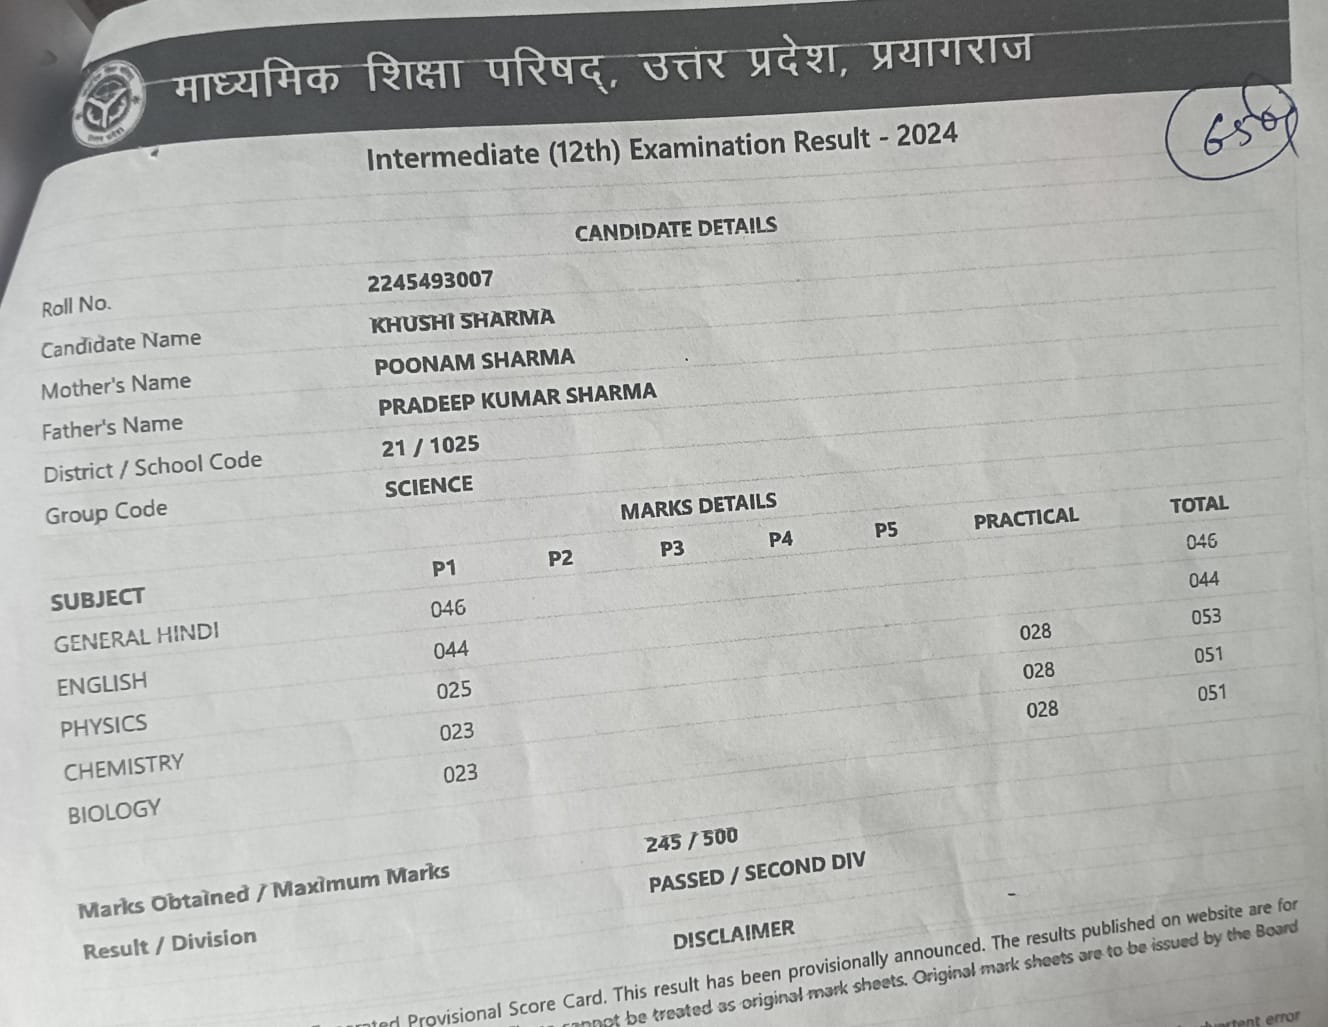 माध्यमिक शिक्षा परिषद्, उत्तर प्रदेश, प्रयागराज
Intermediate (12th) Examination Result - 2024
CANDIDATE DETAILS
Roll No. 2245493007
Candidate Name KHUSHI SHARMA
Mother's Name POONAM SHARMA
Father's Name PRADEEP KUMAR SHARMA
District / School Code 21 / 1025
Group Code SCIENCE
MARKS DETAILS
SUBJECT P1 P2 P3 P4 P5 PRACTICAL TOTAL
GENERAL HINDI 046 046
ENGLISH 044 044
PHYSICS 025 028 053
CHEMISTRY 023 028 051
BIOLOGY 023 028 051
Marks Obtained / Maximum Marks 245 / 500
Result / Division PASSED / SECOND DIV
DISCLAIMER
Provisional Score Card. This result has been provisionally announced. The results published on website are for
be treated as original mark sheets. Original mark sheets are to be issued by the Board
error